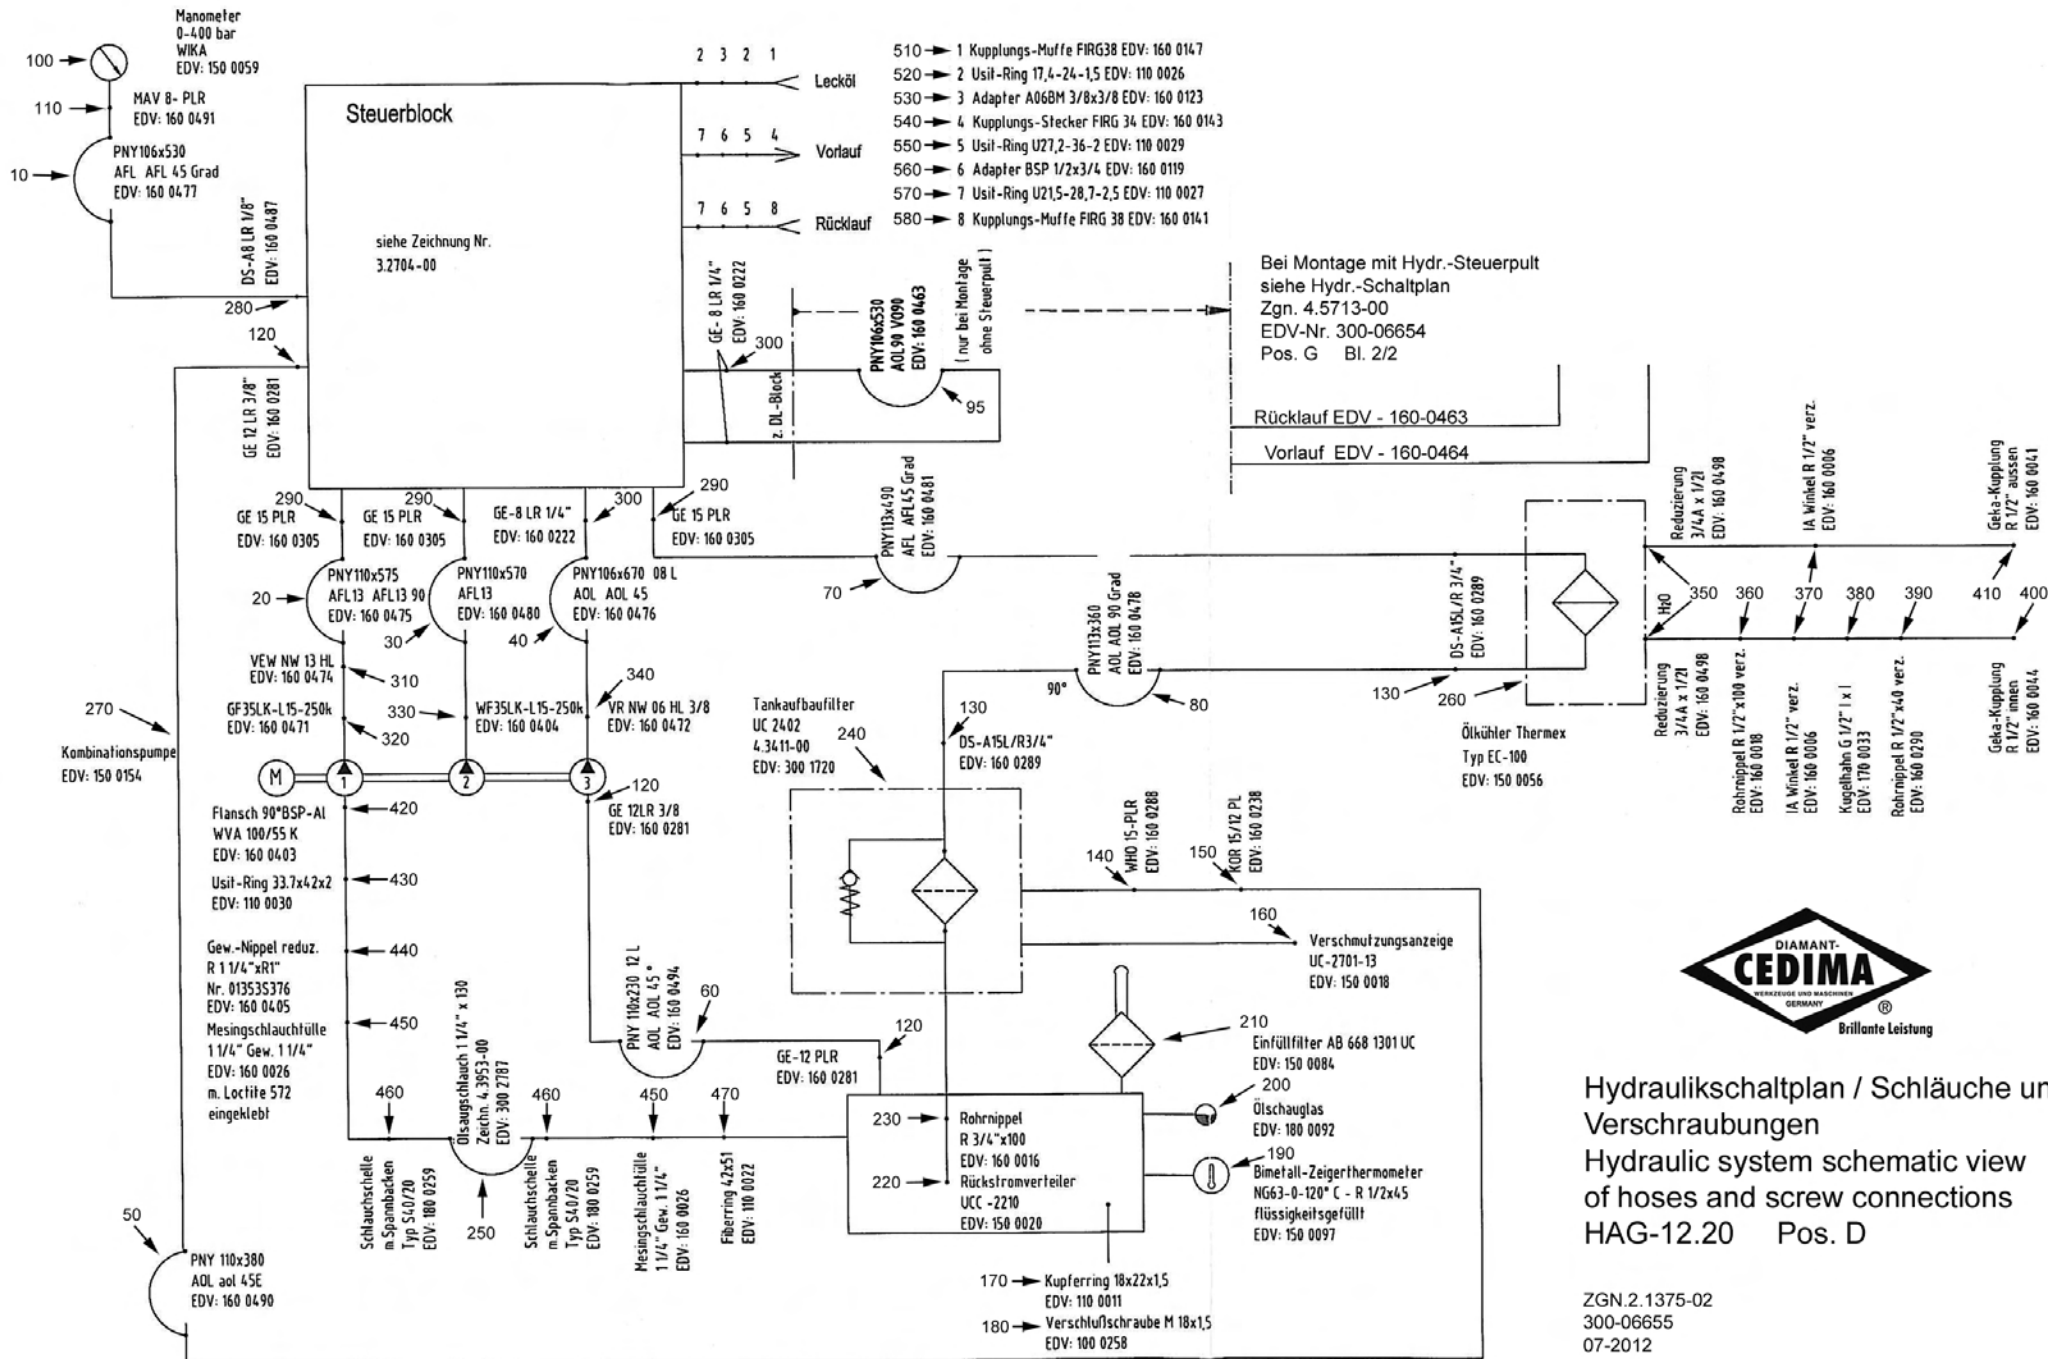 Manometer
0-400 bar
WIKA
EDV: 150 0059
100
110
MAV 8- PLR
EDV: 160 0491
10
PNY106x530
AFL AFL 45 Grad
EDV: 160 0477
DS-A8 LR 1/8"
EDV: 160 0487
280
120
GE 12 LR 3/8"
EDV: 160 0281
Steuerblock
siehe Zeichnung Nr.
3.2704-00
2 3 2 1
Lecköl
7 6 5 4
Vorlauf
7 6 5 8
Rücklauf
510 1 Kupplungs-Muffe FIRG38 EDV: 160 0147
520 2 Usit-Ring 17,4-24-1,5 EDV: 110 0026
530 3 Adapter A06BM 3/8x3/8 EDV: 160 0123
540 4 Kupplungs-Stecker FIRG 34 EDV: 160 0143
550 5 Usit-Ring U27,2-36-2 EDV: 110 0029
560 6 Adapter BSP 1/2x3/4 EDV: 160 0119
570 7 Usit-Ring U21,5-28,7-2,5 EDV: 110 0027
580 8 Kupplungs-Muffe FIRG 38 EDV: 160 0141
GE- 8 LR 1/4"
EDV: 160 0222
300
z. DL-Block
PNY106x530
AOL90 V090
EDV: 160 0463
95
( nur bei Montage
ohne Steuerpult )
Bei Montage mit Hydr.-Steuerpult
siehe Hydr.-Schaltplan
Zgn. 4.5713-00
EDV-Nr. 300-06654
Pos. G Bl. 2/2
Rücklauf EDV - 160-0463
Vorlauf EDV - 160-0464
290
GE 15 PLR
EDV: 160 0305
290
GE 15 PLR
EDV: 160 0305
300
GE-8 LR 1/4"
EDV: 160 0222
290
GE 15 PLR
EDV: 160 0305
20
PNY110x575
AFL13 AFL13 90
EDV: 160 0475
30
PNY110x570
AFL13
EDV: 160 0480
40
PNY106x670 08 L
AOL AOL 45
EDV: 160 0476
PNY113x490
AFL AFL45 Grad
EDV: 160 0481
70
VEW NW 13 HL
EDV: 160 0474
310
GF35LK-L15-250k
EDV: 160 0471
320
330
WF35LK-L15-250k
EDV: 160 0404
340
VR NW 06 HL 3/8
EDV: 160 0472
270
Kombinationspumpe
EDV: 150 0154
M
1
2
3
120
GE 12LR 3/8
EDV: 160 0281
PNY113x360
AOL AOL 90 Grad
EDV: 160 0478
90°
80
DS-A15L/R 3/4"
EDV: 160 0289
130
260
Ölkühler Thermex
Typ EC-100
EDV: 150 0056
Reduzierung
3/4A x 1/2I
EDV: 160 0498
IA Winkel R 1/2" verz.
EDV: 160 0006
Geka-Kupplung
R 1/2" aussen
EDV: 160 0041
H2O
350
360
370
380
390
410
400
Reduzierung
3/4A x 1/2I
EDV: 160 0498
Rohrnippel R 1/2"x100 verz.
EDV: 160 0018
IA Winkel R 1/2" verz.
EDV: 160 0006
Kugelhahn G 1/2" I x I
EDV: 170 0033
Rohrnippel R 1/2"x40 verz.
EDV: 160 0290
Geka-Kupplung
R 1/2" innen
EDV: 160 0044
Tankaufbaufilter
UC 2402
4.3411-00
EDV: 300 1720
240
130
DS-A15L/R3/4"
EDV: 160 0289
140
WHO 15-PLR
EDV: 160 0288
150
KOR 15/12 PL
EDV: 160 0238
160
Verschmutzungsanzeige
UC-2701-13
EDV: 150 0018
Flansch 90°BSP-Al
WVA 100/55 K
EDV: 160 0403
420
Usit-Ring 33.7x42x2
EDV: 110 0030
430
Gew.-Nippel reduz.
R 1 1/4"xR1"
Nr. 01353S376
EDV: 160 0405
440
Mesingschlauchtülle
1 1/4" Gew. 1 1/4"
EDV: 160 0026
m. Loctite 572
eingeklebt
450
PNY 110x230 12 L
AOL AOL 45°
EDV: 160 0494
60
120
GE-12 PLR
EDV: 160 0281
210
Einfüllfilter AB 668 1301 UC
EDV: 150 0084
200
Ölschauglas
EDV: 180 0092
190
Bimetall-Zeigerthermometer
NG63-0-120° C - R 1/2x45
flüssigkeitsgefüllt
EDV: 150 0097
230
Rohrnippel
R 3/4"x100
EDV: 160 0016
220
Rückstromverteiler
UCC -2210
EDV: 150 0020
170 Kupferring 18x22x1,5
EDV: 110 0011
180 Verschlußschraube M 18x1,5
EDV: 100 0258
460
Schlauchschelle
m.Spannbacken
Typ S40/20
EDV: 180 0259
Ölsaugschlauch 1 1/4" x 130
Zeichn. 4.3953-00
EDV: 300 2787
250
460
Schlauchschelle
m.Spannbacken
Typ S40/20
EDV: 180 0259
450
Mesingschlauchtülle
1 1/4" Gew. 1 1/4"
EDV: 160 0026
470
Fiberring 42x51
EDV: 110 0022
50
PNY 110x380
AOL aol 45E
EDV: 160 0490
DIAMANT-
CEDIMA
WERKZEUGE UND MASCHINEN
GERMANY
®
Brillante Leistung
Hydraulikschaltplan / Schläuche un
Verschraubungen
Hydraulic system schematic view
of hoses and screw connections
HAG-12.20 Pos. D
ZGN.2.1375-02
300-06655
07-2012